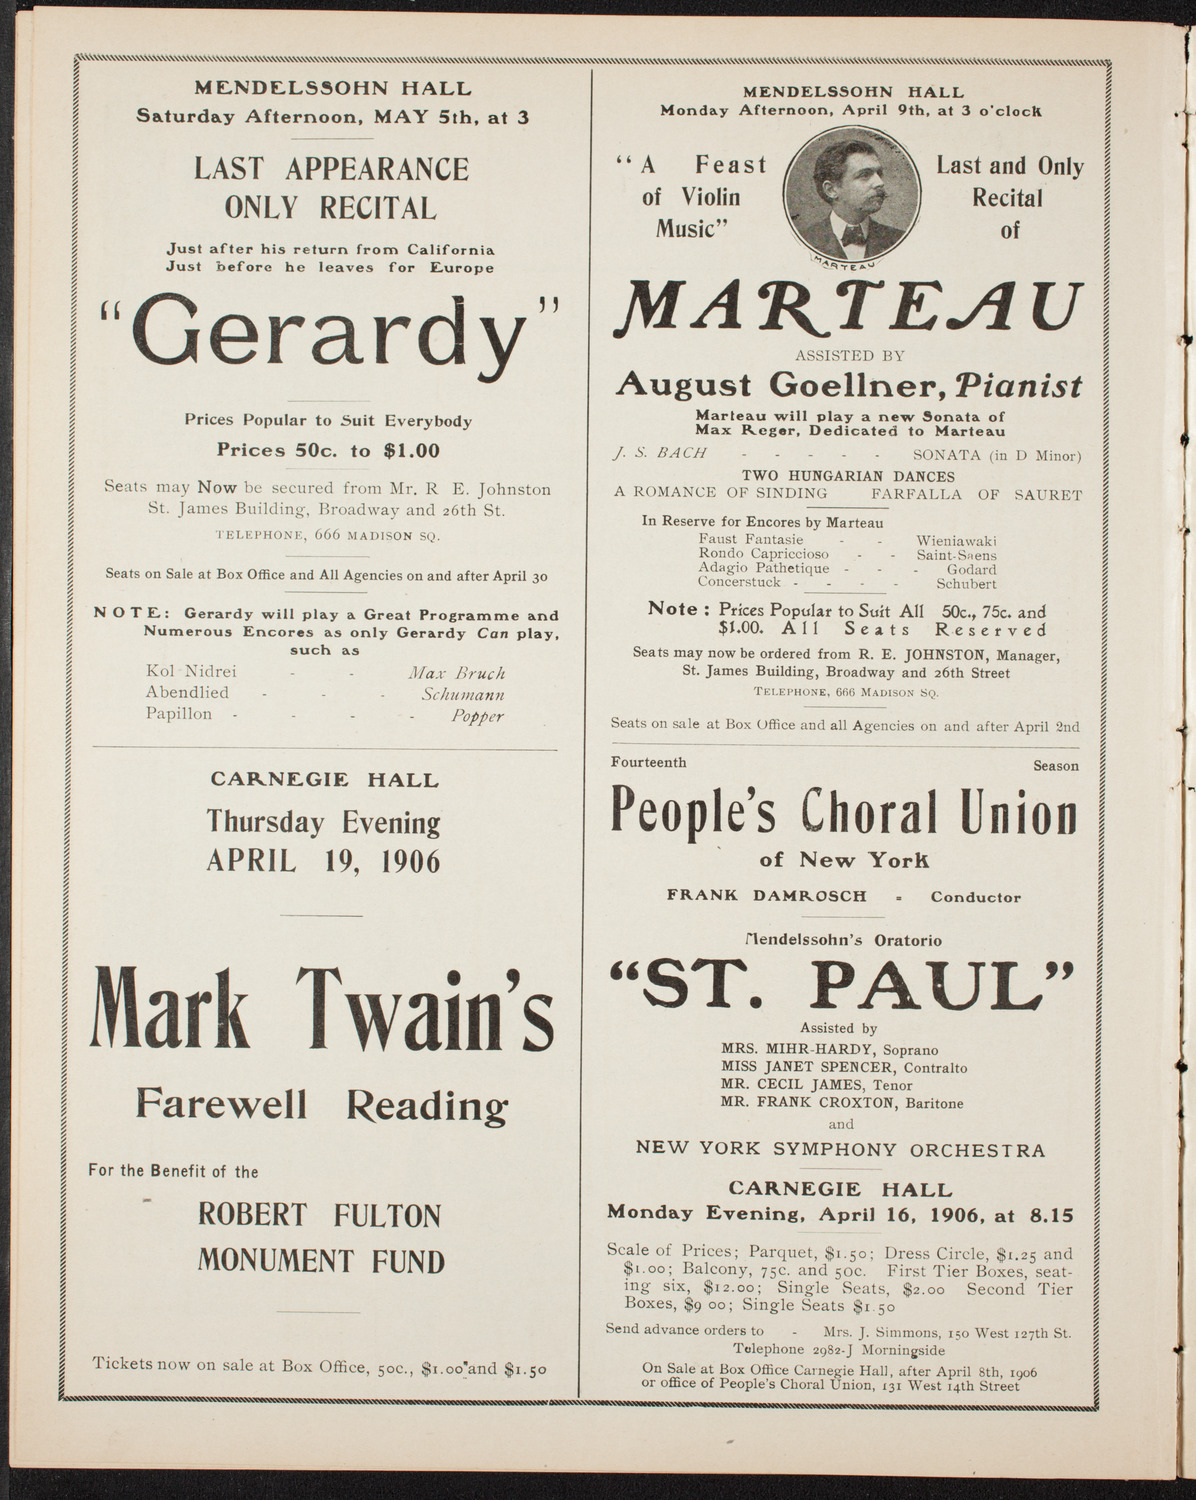 MENDELSSOHN HALL
Saturday Afternoon, MAY 5th, at 3
LAST APPEARANCE
ONLY RECITAL
Just after his return from California
Just before he leaves for Europe
"Gerardy"
Prices Popular to Suit Everybody
Prices 50c. to $1.00
Seats may Now be secured from Mr. R E. Johnston
St. James Building, Broadway and 26th St.
TELEPHONE, 666 MADISON SQ.
Seats on Sale at Box Office and All Agencies on and after April 30
NOTE: Gerardy will play a Great Programme and
Numerous Encores as only Gerardy Can play,
such as
Kol Nidrei - - Max Bruch
Abendlied - - - Schumann
Papillon - - - - Popper
CARNEGIE HALL
Thursday Evening
APRIL 19, 1906
Mark Twain's
Farewell Reading
For the Benefit of the
ROBERT FULTON
MONUMENT FUND
Tickets now on sale at Box Office, 50c., $1.00 and $1.50
MENDELSSOHN HALL
Monday Afternoon, April 9th, at 3 o'clock
"A Feast
of Violin
Music"
MARTEAU
Last and Only
Recital
of
MARTEAU
ASSISTED BY
August Goellner, Pianist
Marteau will play a new Sonata of
Max Reger, Dedicated to Marteau
J. S. BACH - - - - - SONATA (in D Minor)
TWO HUNGARIAN DANCES
A ROMANCE OF SINDING FARFALLA OF SAURET
In Reserve for Encores by Marteau
Faust Fantasie - - Wieniawaki
Rondo Capriccioso - - Saint-Saens
Adagio Pathetique - - - Godard
Concerstuck - - - - Schubert
Note: Prices Popular to Suit All 50c., 75c. and
$1.00. All Seats Reserved
Seats may now be ordered from R. E. JOHNSTON, Manager,
St. James Building, Broadway and 26th Street
TELEPHONE, 666 MADISON SQ.
Seats on sale at Box Office and all Agencies on and after April 2nd
Fourteenth Season
People's Choral Union
of New York
FRANK DAMROSCH = Conductor
Mendelssohn's Oratorio
"ST. PAUL"
Assisted by
MRS. MIHR-HARDY, Soprano
MISS JANET SPENCER, Contralto
MR. CECIL JAMES, Tenor
MR. FRANK CROXTON, Baritone
and
NEW YORK SYMPHONY ORCHESTRA
CARNEGIE HALL
Monday Evening, April 16, 1906, at 8.15
Scale of Prices; Parquet, $1.50; Dress Circle, $1.25 and
$1.00; Balcony, 75c. and 50c. First Tier Boxes, seat-
ing six, $12.00; Single Seats, $2.00 Second Tier
Boxes, $9 00; Single Seats $1.50
Send advance orders to - Mrs. J. Simmons, 150 West 127th St.
Telephone 2982-J Morningside
On Sale at Box Office Carnegie Hall, after April 8th, 1906
or office of People's Choral Union, 131 West 14th Street